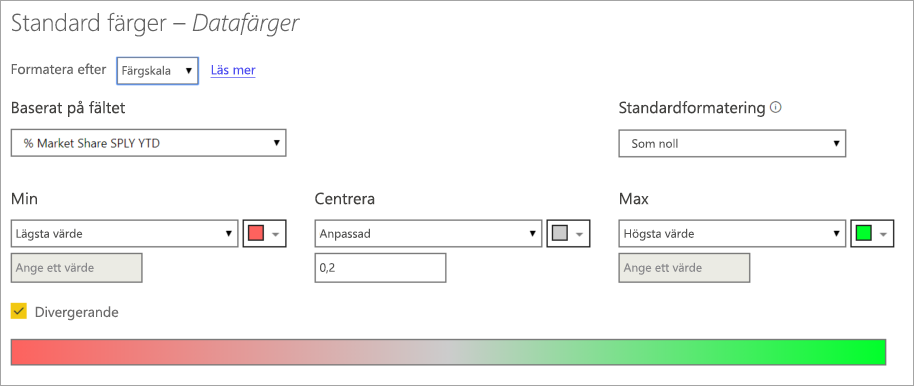 Standard färger – Datafärger
Formatera efter Färgskala Läs mer
Baserat på fältet Standardformatering
% Market Share SPLY YTD Som noll
Min Centrera Max
Lägsta värde Anpassad Högsta värde
Ange ett värde 0,2 Ange ett värde
Divergerande